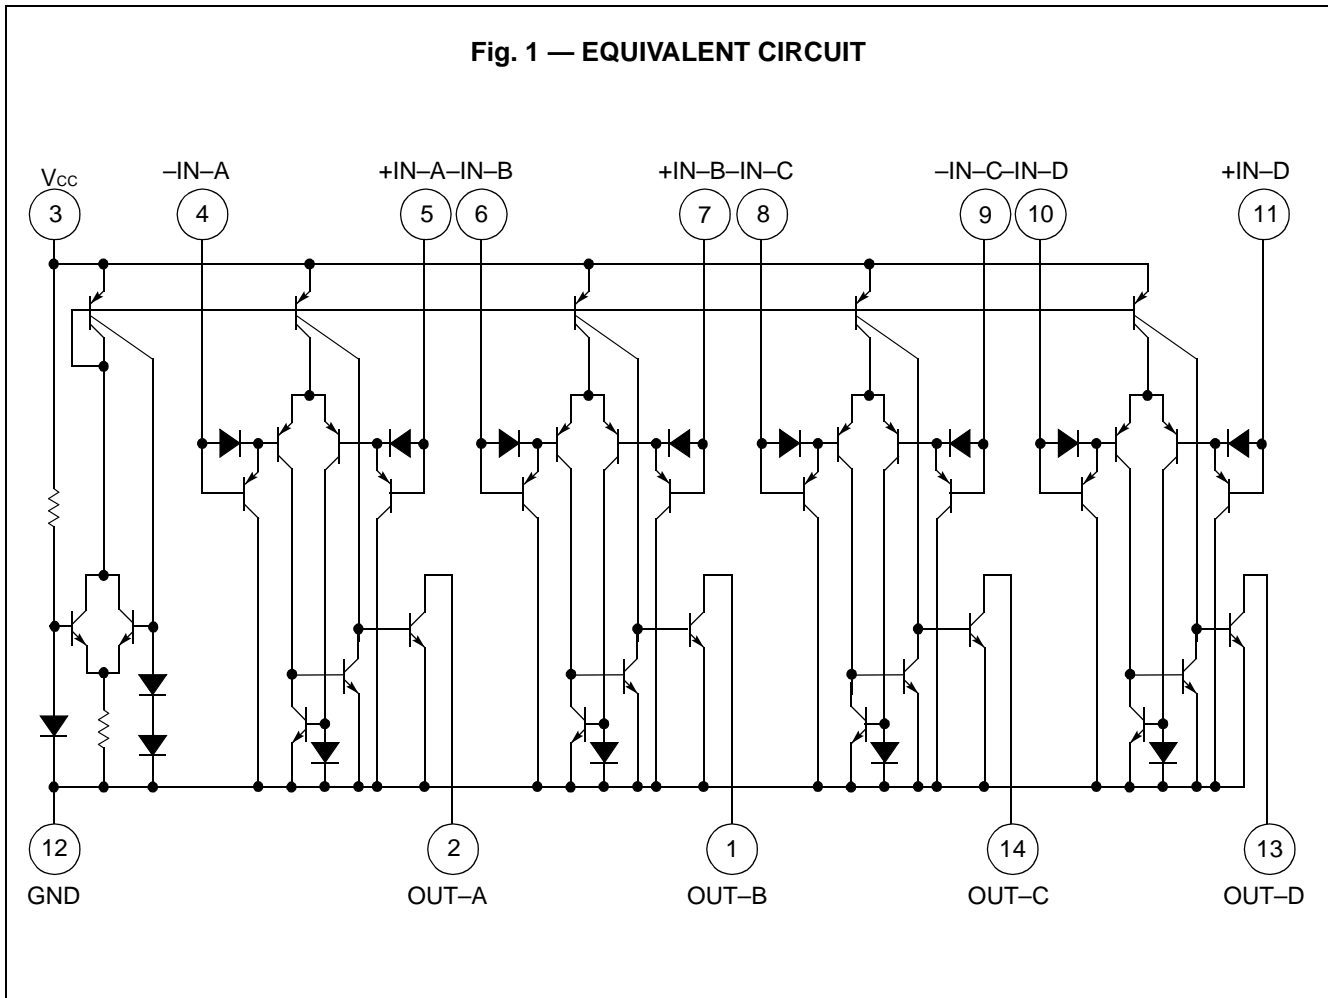 Fig. 1 — EQUIVALENT CIRCUIT
VCC –IN–A +IN–A–IN–B +IN–B–IN–C –IN–C–IN–D +IN–D
3 4 5 6 7 8 9 10 11
12 2 1 14 13
GND OUT–A OUT–B OUT–C OUT–D